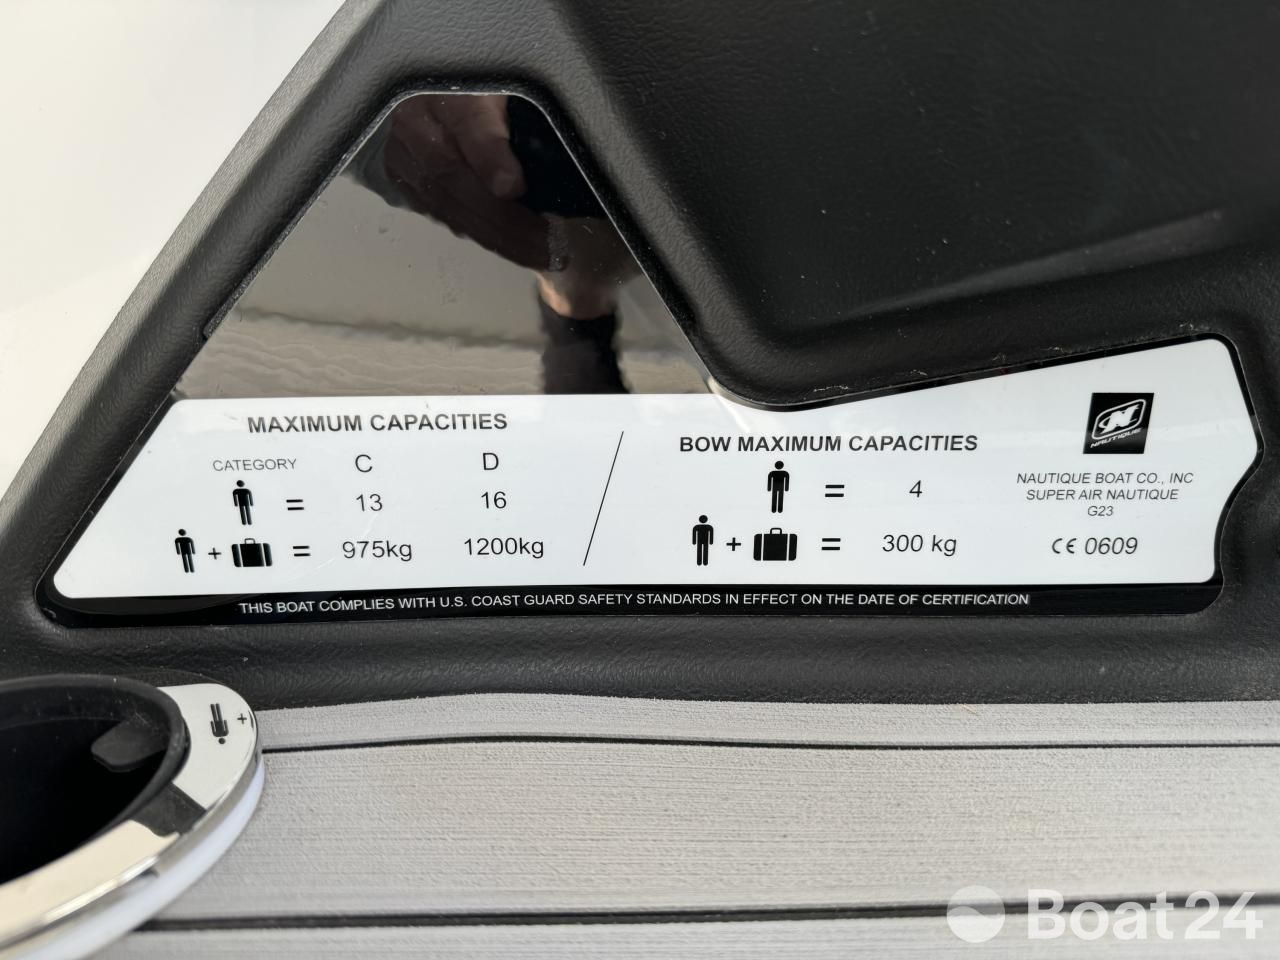 MAXIMUM CAPACITIES
CATEGORY C D
= 13 16
+ = 975kg 1200kg
BOW MAXIMUM CAPACITIES
= 4
+ = 300 kg
N
NAUTIQUE
NAUTIQUE BOAT CO., INC
SUPER AIR NAUTIQUE
G23
CE 0609
THIS BOAT COMPLIES WITH U.S. COAST GUARD SAFETY STANDARDS IN EFFECT ON THE DATE OF CERTIFICATION
+
Boat24